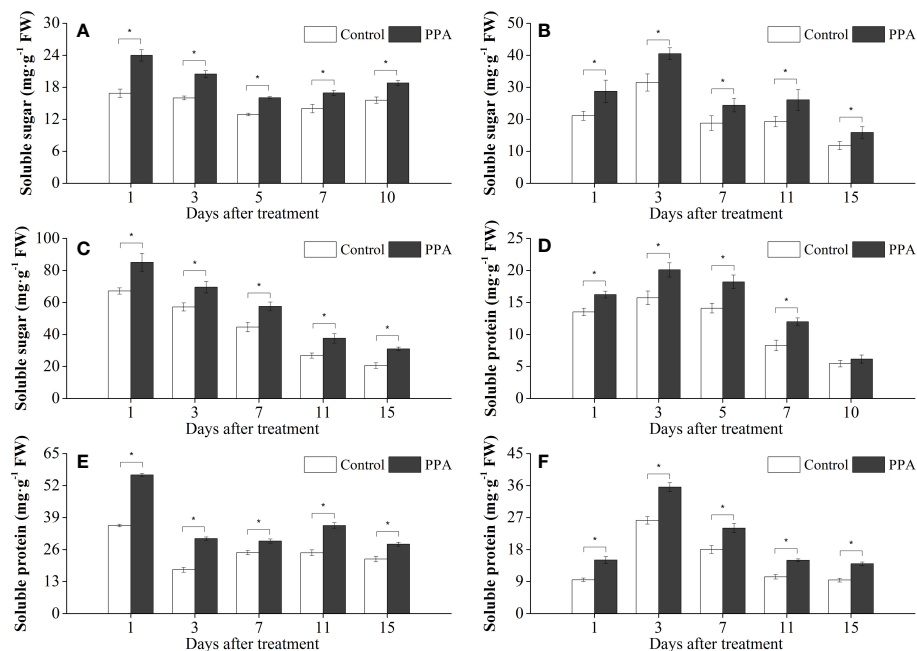 A
Control PPA
Soluble sugar (mg·g⁻¹ FW)
30
24
18
12
6
0
* * * * *
1 3 5 7 10
Days after treatment
B
Control PPA
Soluble sugar (mg·g⁻¹ FW)
50
40
30
20
10
0
* * * * *
1 3 7 11 15
Days after treatment
C
Control PPA
Soluble sugar (mg·g⁻¹ FW)
100
80
60
40
20
0
* * * * *
1 3 7 11 15
Days after treatment
D
Control PPA
Soluble protein (mg·g⁻¹ FW)
25
20
15
10
5
0
* * * *
1 3 5 7 10
Days after treatment
E
Control PPA
Soluble protein (mg·g⁻¹ FW)
65
52
39
26
13
0
* * * * *
1 3 7 11 15
Days after treatment
F
Control PPA
Soluble protein (mg·g⁻¹ FW)
45
36
27
18
9
0
* * * * *
1 3 7 11 15
Days after treatment